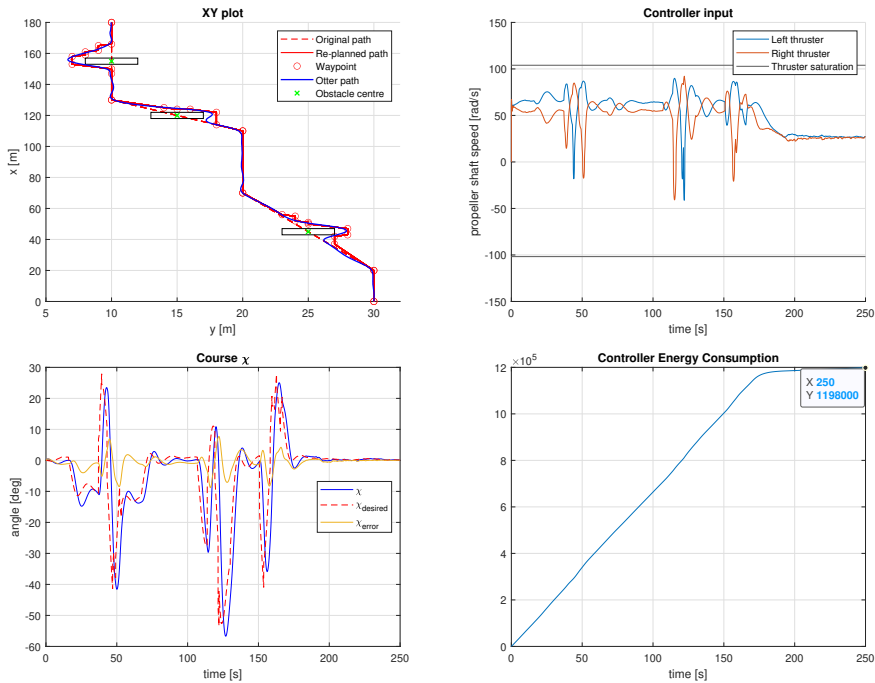 XY plot
180
160
140
120
100
80
60
40
20
0
x [m]
5
10
15
20
25
30
y [m]
Original path
Re-planned path
Waypoint
Otter path
Obstacle centre
Controller input
150
100
50
0
-50
-100
-150
propeller shaft speed [rad/s]
0
50
100
150
200
250
time [s]
Left thruster
Right thruster
Thruster saturation
Course χ
30
20
10
0
-10
-20
-30
-40
-50
-60
angle [deg]
0
50
100
150
200
250
time [s]
χ
χdesired
χerror
Controller Energy Consumption
×10^5
12
10
8
6
4
2
0
0
50
100
150
200
250
time [s]
X 250
Y 1198000